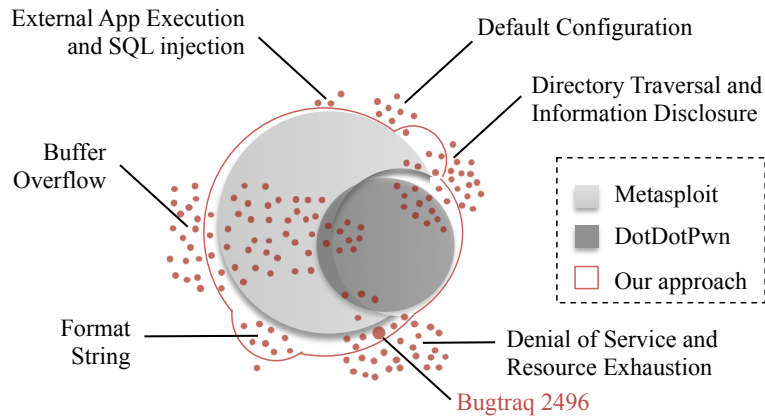 External App Execution
and SQL injection
Default Configuration
Directory Traversal and
Information Disclosure
Buffer
Overflow
Metasploit
DotDotPwn
Our approach
Format
String
Denial of Service and
Resource Exhaustion
Bugtraq 2496